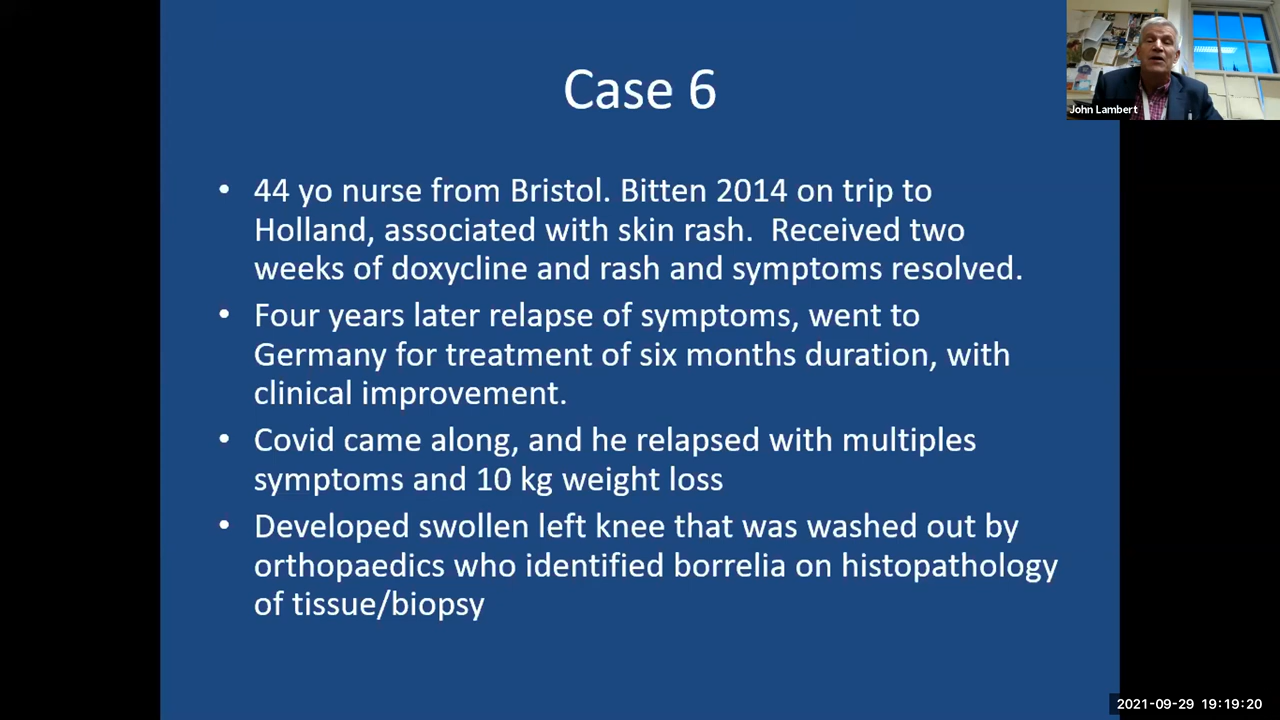 Case 6
John Lambert
• 44 yo nurse from Bristol. Bitten 2014 on trip to
Holland, associated with skin rash.  Received two
weeks of doxycline and rash and symptoms resolved.
• Four years later relapse of symptoms, went to
Germany for treatment of six months duration, with
clinical improvement.
• Covid came along, and he relapsed with multiples
symptoms and 10 kg weight loss
• Developed swollen left knee that was washed out by
orthopaedics who identified borrelia on histopathology
of tissue/biopsy
2021-09-29 19:19:20